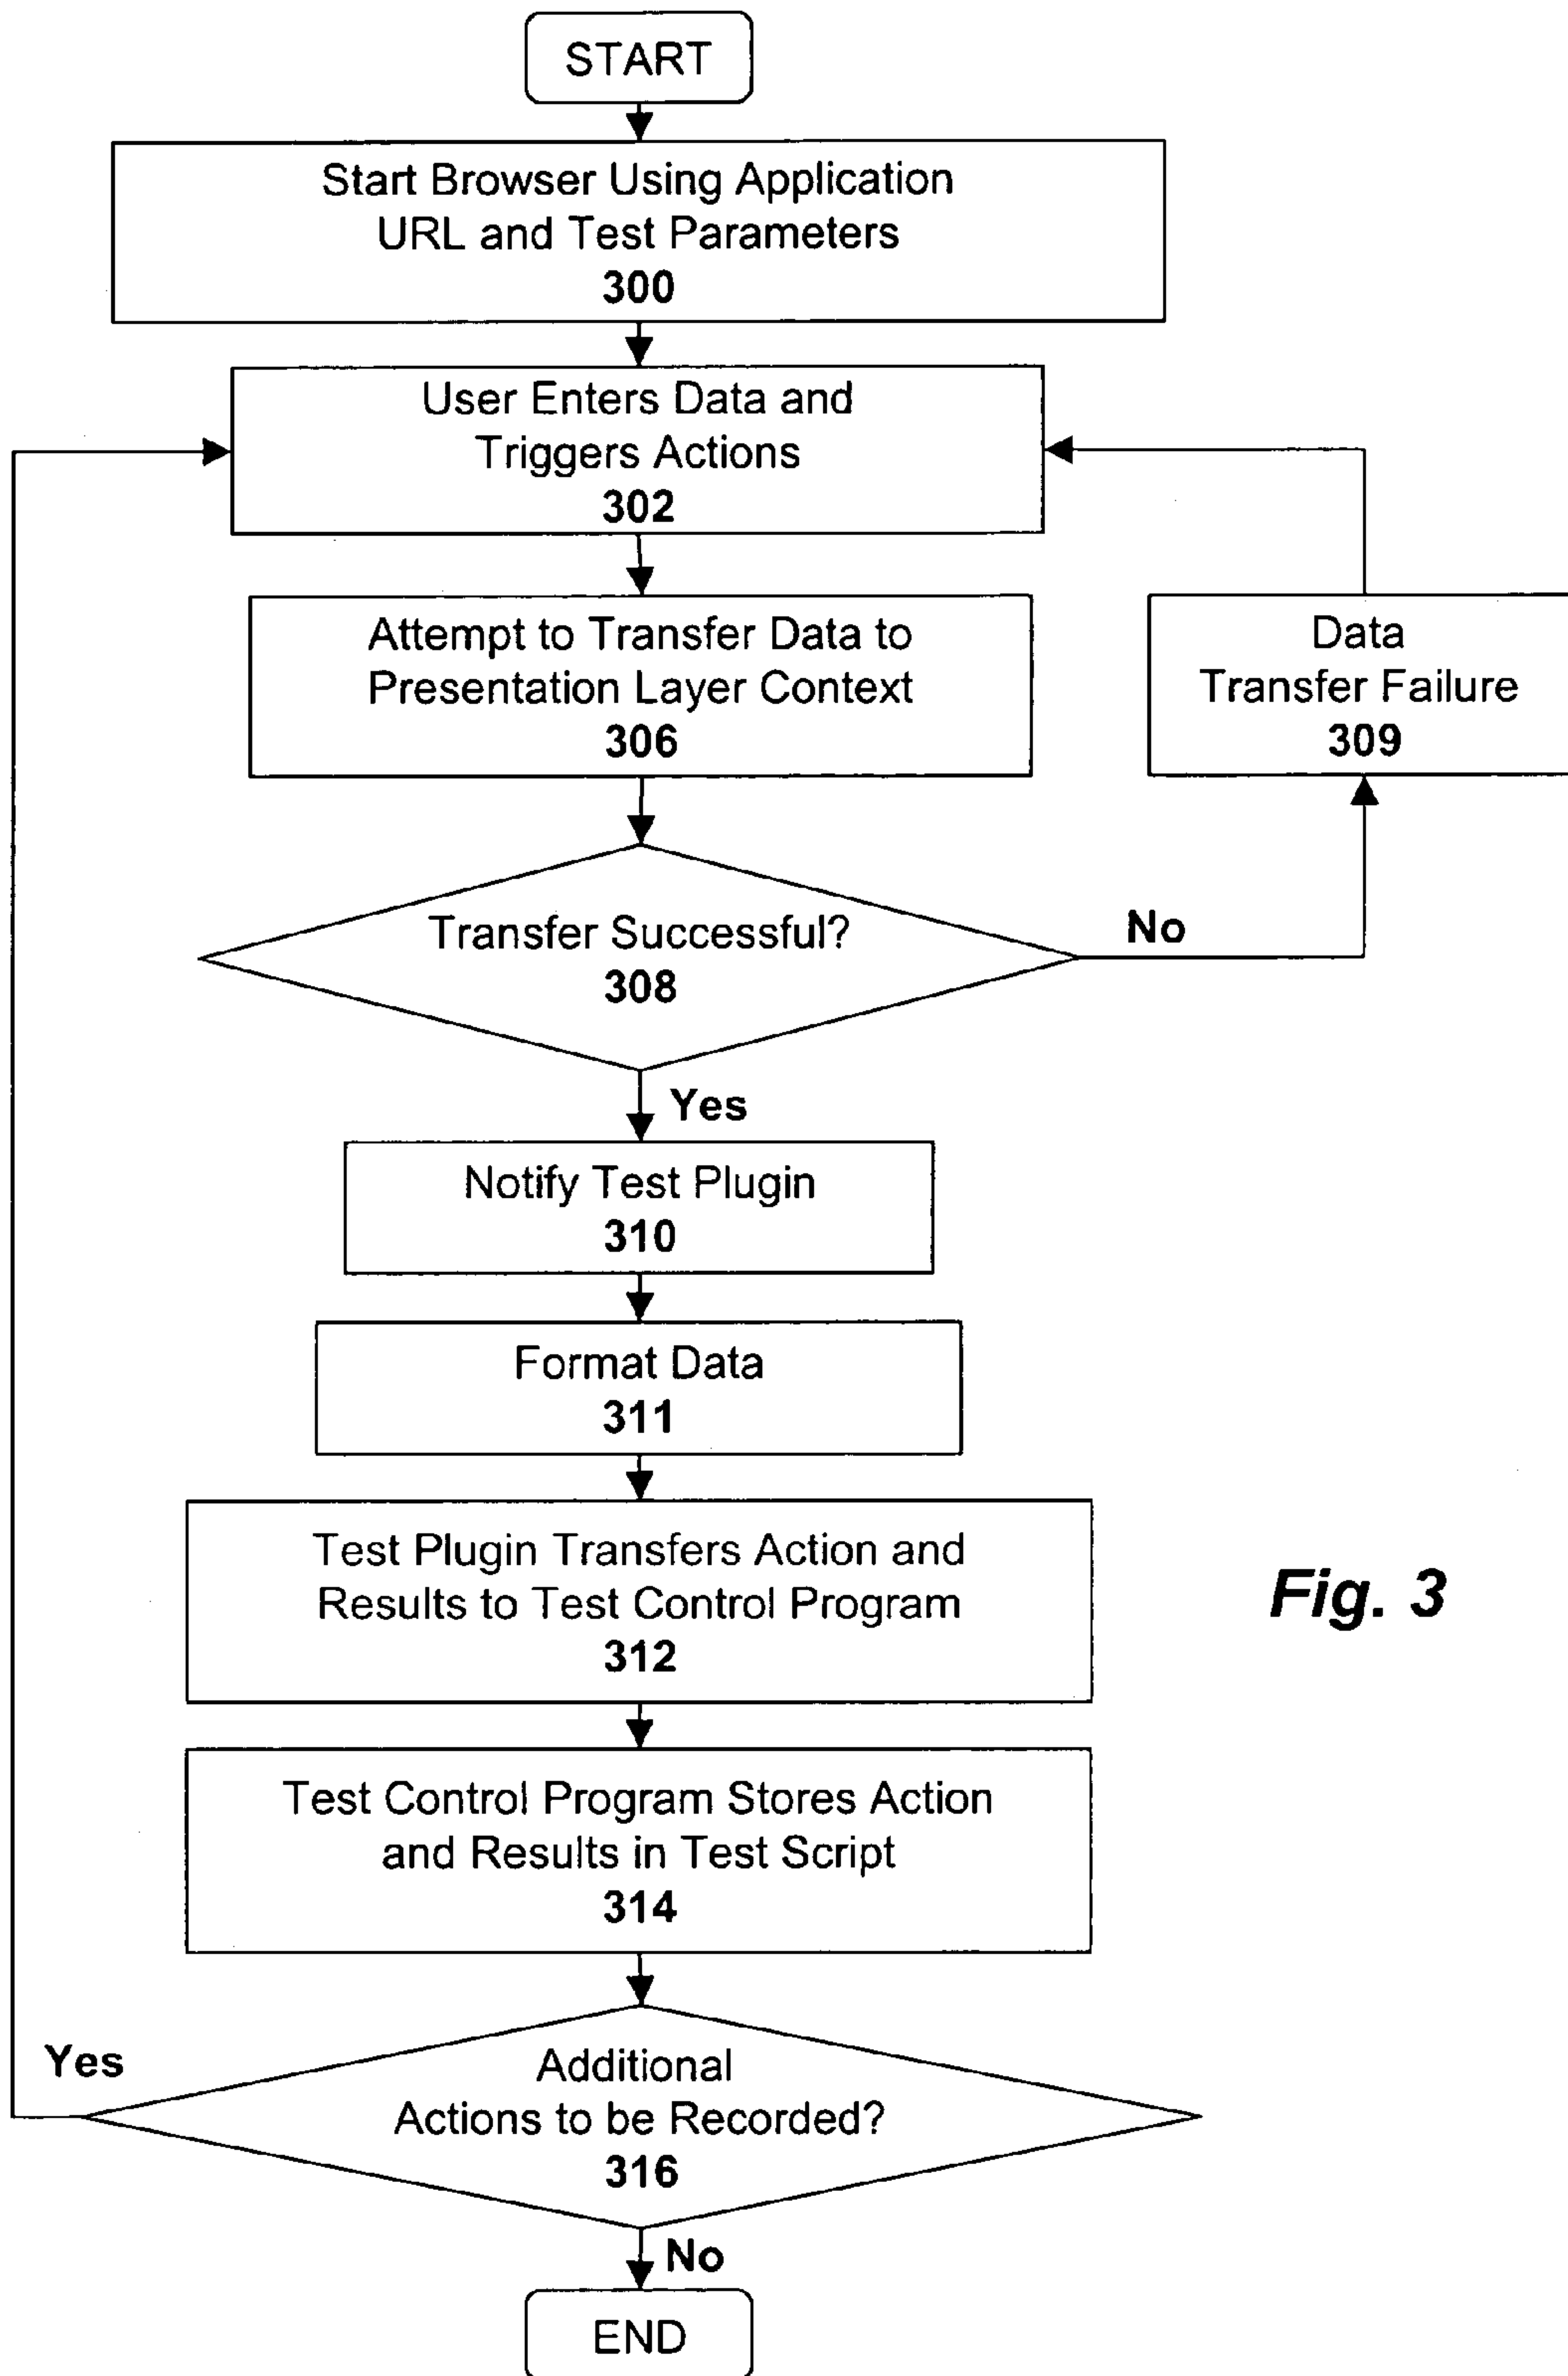 START
Start Browser Using Application
URL and Test Parameters
300
User Enters Data and
Triggers Actions
302
Attempt to Transfer Data to
Presentation Layer Context
306
Data
Transfer Failure
309
Transfer Successful?
308
No
Yes
Notify Test Plugin
310
Format Data
311
Test Plugin Transfers Action and
Results to Test Control Program
312
Fig. 3
Test Control Program Stores Action
and Results in Test Script
314
Yes
Additional
Actions to be Recorded?
316
No
END